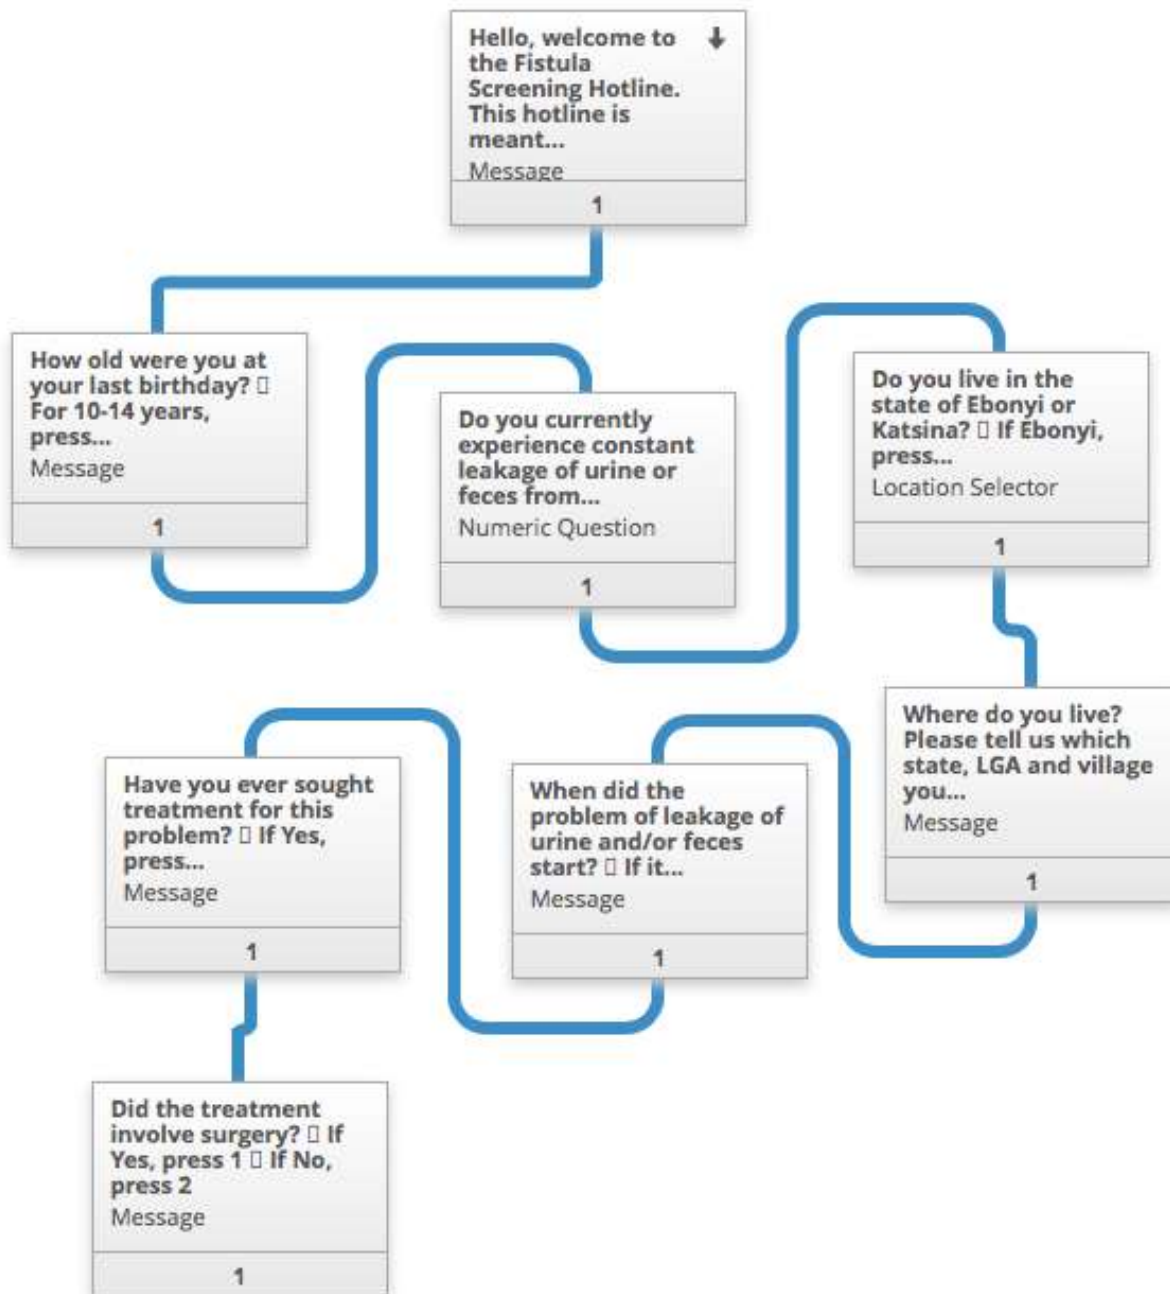 Hello, welcome to
the Fistula
Screening Hotline.
This hotline is
meant...
Message
1
How old were you at
your last birthday? 
For 10-14 years,
press...
Message
1
Do you currently
experience constant
leakage of urine or
feces from...
Numeric Question
1
Do you live in the
state of Ebonyi or
Katsina?  If Ebonyi,
press...
Location Selector
1
Where do you live?
Please tell us which
state, LGA and village
you...
Message
1
When did the
problem of leakage of
urine and/or feces
start?  If it...
Message
1
Have you ever sought
treatment for this
problem?  If Yes,
press...
Message
1
Did the treatment
involve surgery?  If
Yes, press 1  If No,
press 2
Message
1